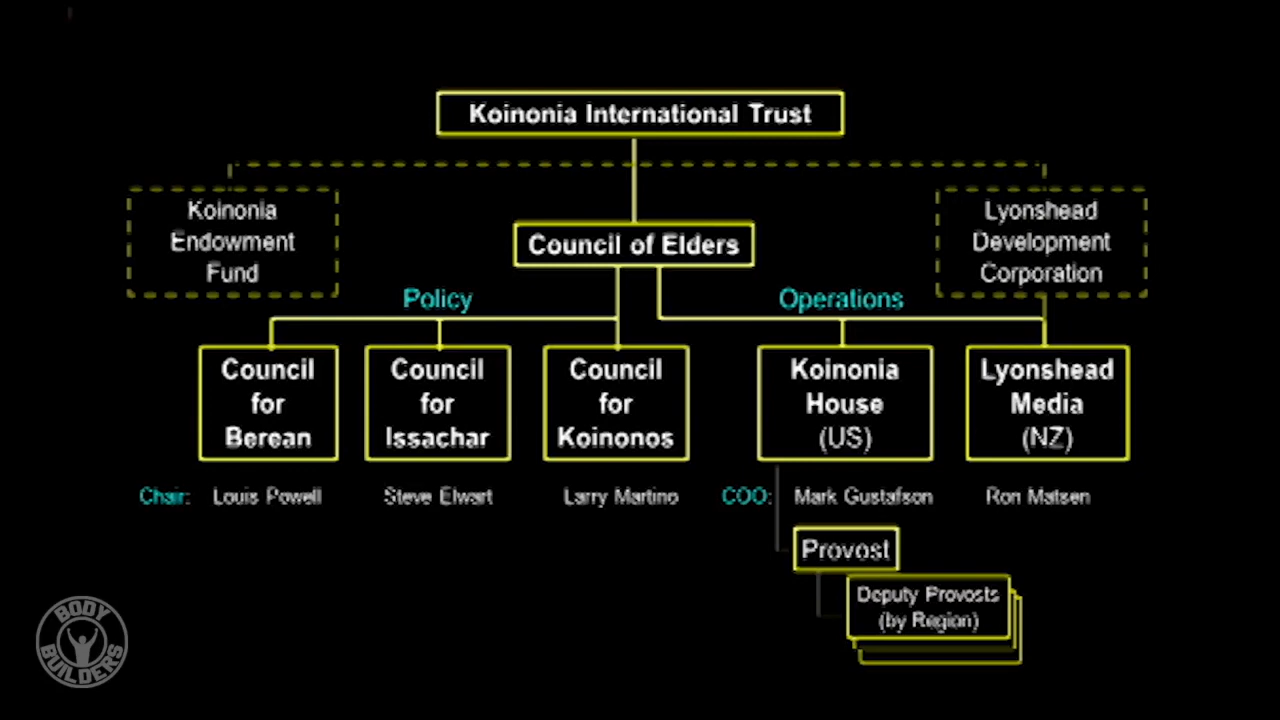 Koinonia International Trust
Koinonia
Endowment
Fund
Lyonshead
Development
Corporation
Council of Elders
Policy
Operations
Council
for
Berean
Council
for
Issachar
Council
for
Koinonos
Koinonia
House
(US)
Lyonshead
Media
(NZ)
Chair: Louis Powell Steve Elwart Larry Martino COO: Mark Gustafson Ron Matsen
Provost
Deputy Provosts
(by Region)
BODY
BUILDERS